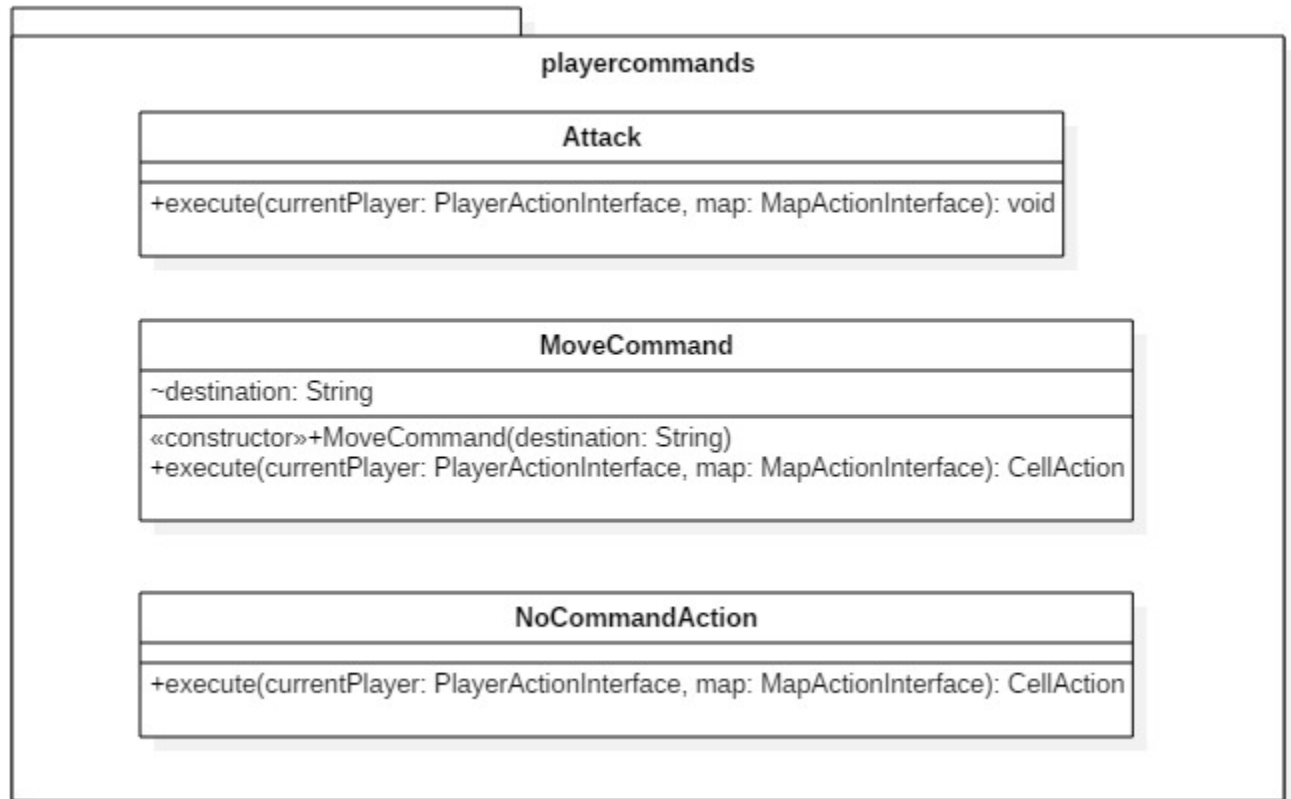 playercommands
Attack
+execute(currentPlayer: PlayerActionInterface, map: MapActionInterface): void
MoveCommand
~destination: String
«constructor»+MoveCommand(destination: String)
+execute(currentPlayer: PlayerActionInterface, map: MapActionInterface): CellAction
NoCommandAction
+execute(currentPlayer: PlayerActionInterface, map: MapActionInterface): CellAction